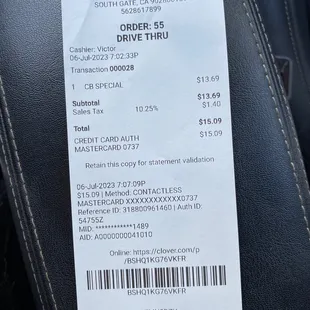 SOUTH GATE, CA
5628617899
ORDER: 55
DRIVE THRU
Cashier: Victor
06-Jul-2023 7:02:33P
Transaction 000028
1 CB SPECIAL $13.69
Subtotal $13.69
Sales Tax 10.25% $1.40
Total $15.09
CREDIT CARD AUTH $15.09
MASTERCARD 0737
Retain this copy for statement validation
06-Jul-2023 7:07:09P
$15.09 | Method: CONTACTLESS
MASTERCARD XXXXXXXXXXXX0737
Reference ID: 318800961460 | Auth ID:
54755Z
MID: ************1489
AID: A0000000041010
Online: https://clover.com/p
/BSHQ1KG76VKFR
BSHQ1KG76VKFR